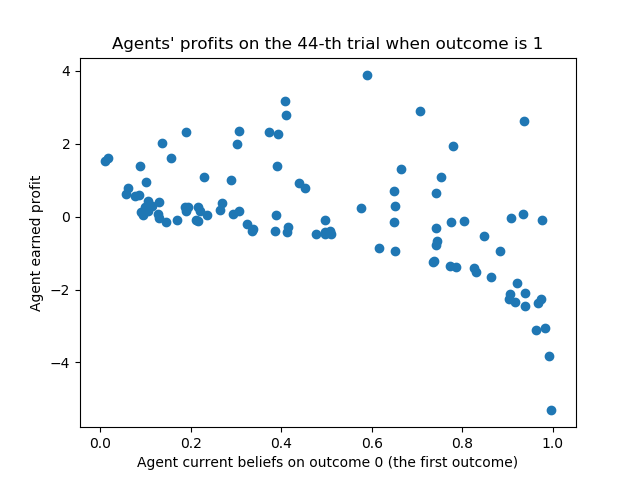 Agents' profits on the 44-th trial when outcome is 1
Agent earned profit
4
2
0
−2
−4
0.0 0.2 0.4 0.6 0.8 1.0
Agent current beliefs on outcome 0 (the first outcome)